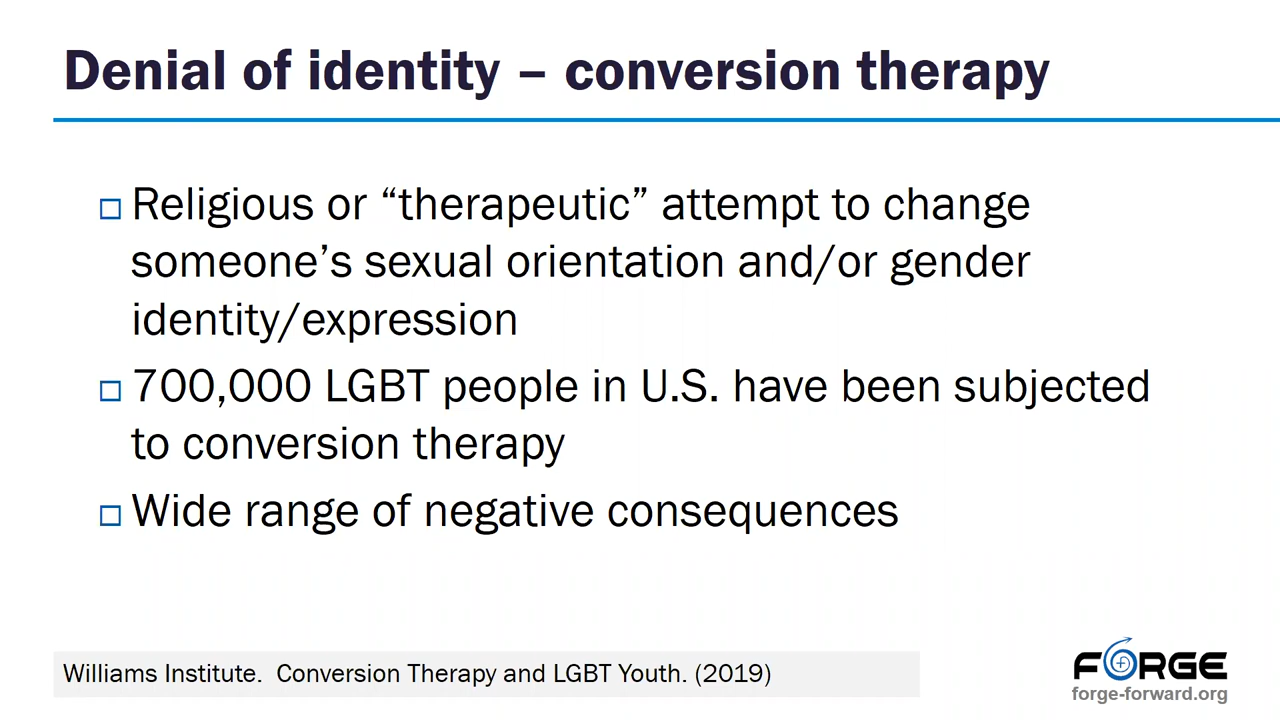 Denial of identity – conversion therapy
Religious or “therapeutic” attempt to change
someone’s sexual orientation and/or gender
identity/expression
700,000 LGBT people in U.S. have been subjected
to conversion therapy
Wide range of negative consequences
Williams Institute.  Conversion Therapy and LGBT Youth. (2019)
FORGE
forge-forward.org